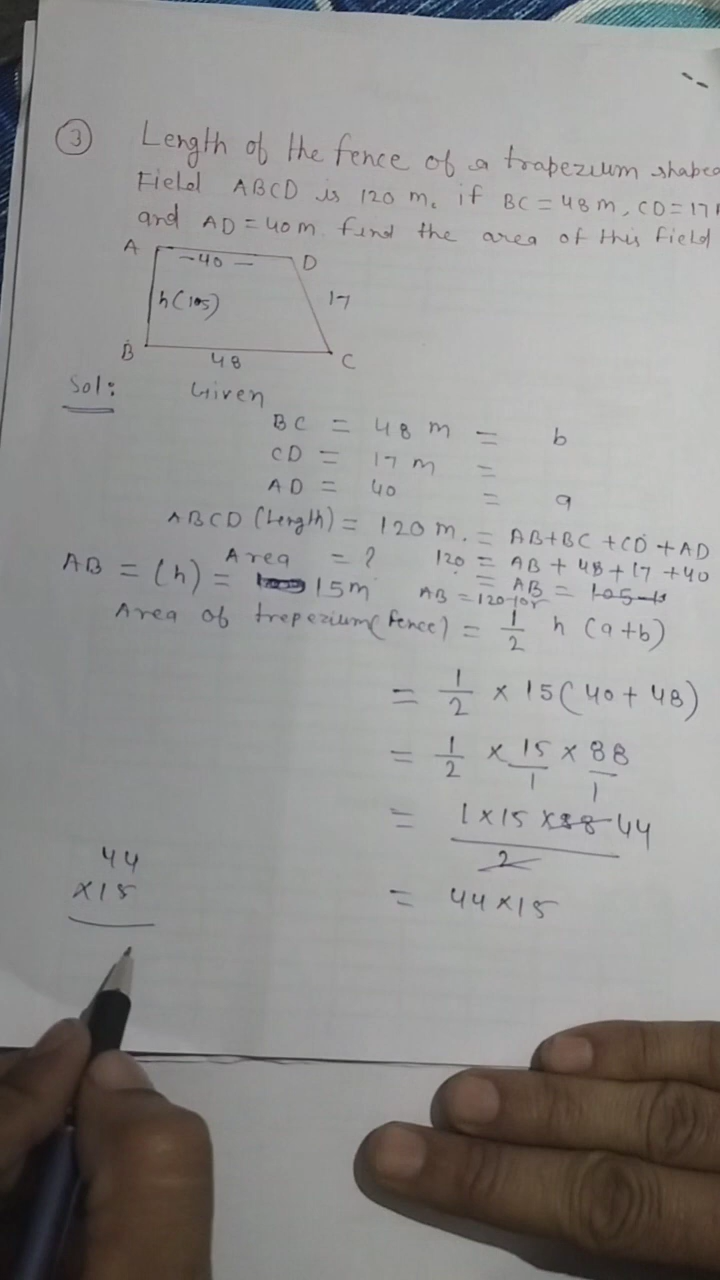 3 Length of the fence of a trapezium shaped
Field ABCD is 120 m. if BC = 48 m, CD = 17
and AD = 40 m. find the area of this field
A - 40 - D
h(105) 17
B 48 C
Sol: Given
BC = 48 m = b
CD = 17 m =
AD = 40 = a
ABCD (Length) = 120 m. = AB+BC+CD+AD
Area = ? 120 = AB + 48 + 17 + 40
AB = (h) = 15m = AB = 105
AB = 120-105
Area of trepezium (fence) = 1/2 h (a+b)
= 1/2 × 15(40 + 48)
= 1/2 × 15/1 × 88/1
= 1×15×88 44 / 2
44
×15
= 44×15